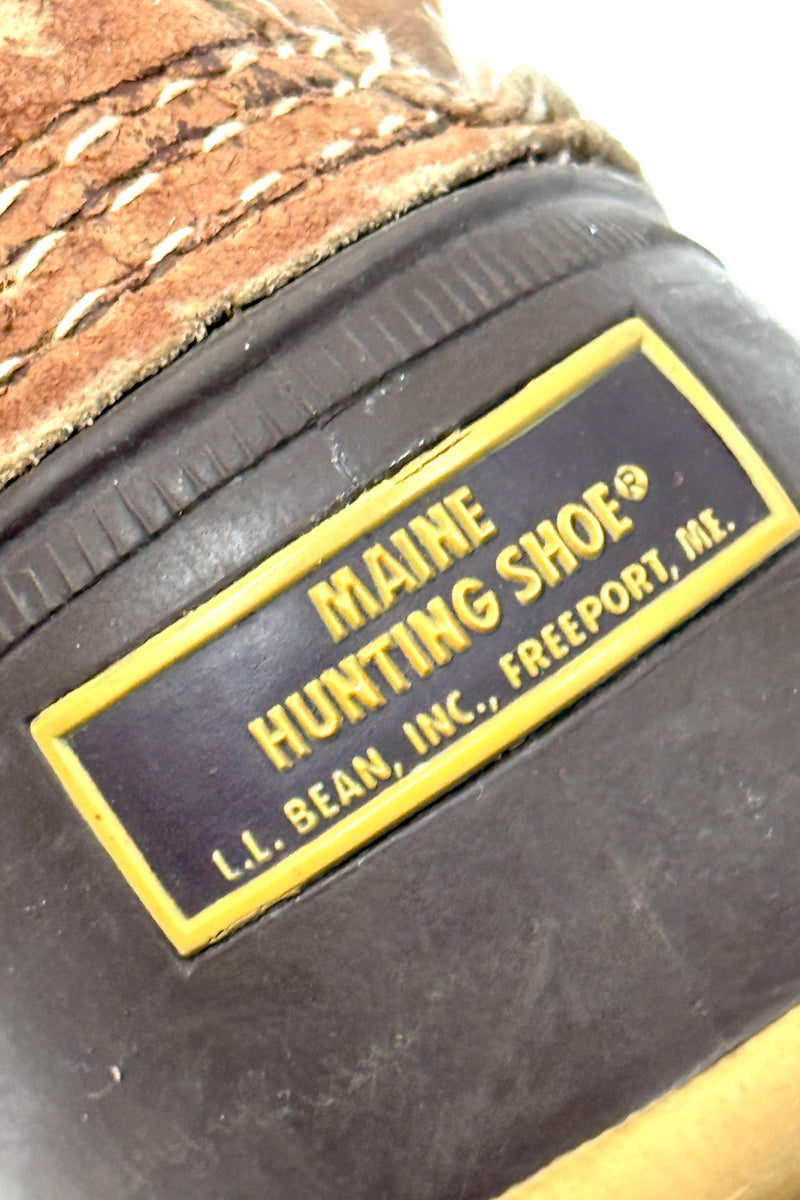 MAINE
HUNTING SHOE®
L.L. BEAN, INC., FREEPORT, ME.